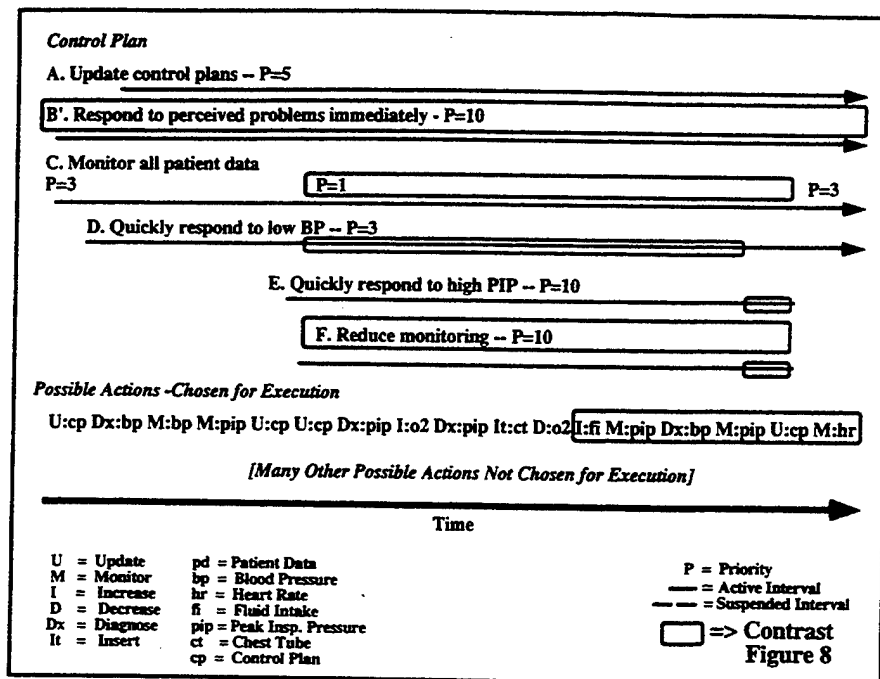 Control Plan
A. Update control plans -- P=5
B'. Respond to perceived problems immediately - P=10
C. Monitor all patient data
P=3 P=1 P=3
D. Quickly respond to low BP -- P=3
E. Quickly respond to high PIP -- P=10
F. Reduce monitoring -- P=10
Possible Actions -Chosen for Execution
U:cp Dx:bp M:bp M:pip U:cp U:cp Dx:pip I:o2 Dx:pip It:ct D:o2 I:fi M:pip Dx:bp M:pip U:cp M:hr
[Many Other Possible Actions Not Chosen for Execution]
Time
U = Update
M = Monitor
I = Increase
D = Decrease
Dx = Diagnose
It = Insert
pd = Patient Data
bp = Blood Pressure
hr = Heart Rate
fi = Fluid Intake
pip = Peak Insp. Pressure
ct = Chest Tube
cp = Control Plan
P = Priority
= Active Interval
= Suspended Interval
=> Contrast
Figure 8